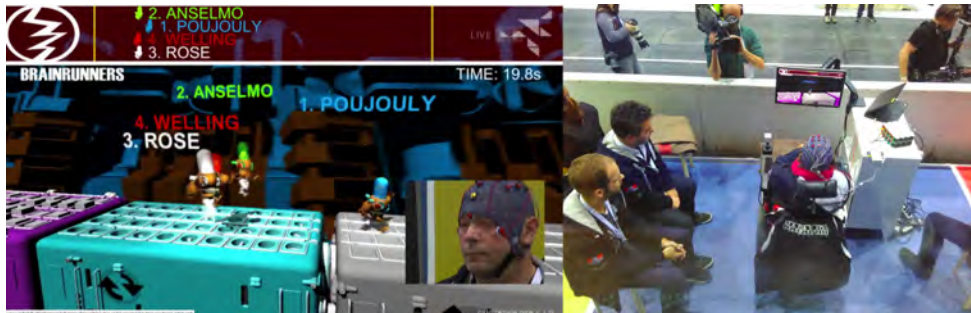 2. ANSELMO
1. POUJOULY
4. WELLING
3. ROSE
LIVE
BRAINRUNNERS
TIME: 19.8s
2. ANSELMO
1. POUJOULY
4. WELLING
3. ROSE